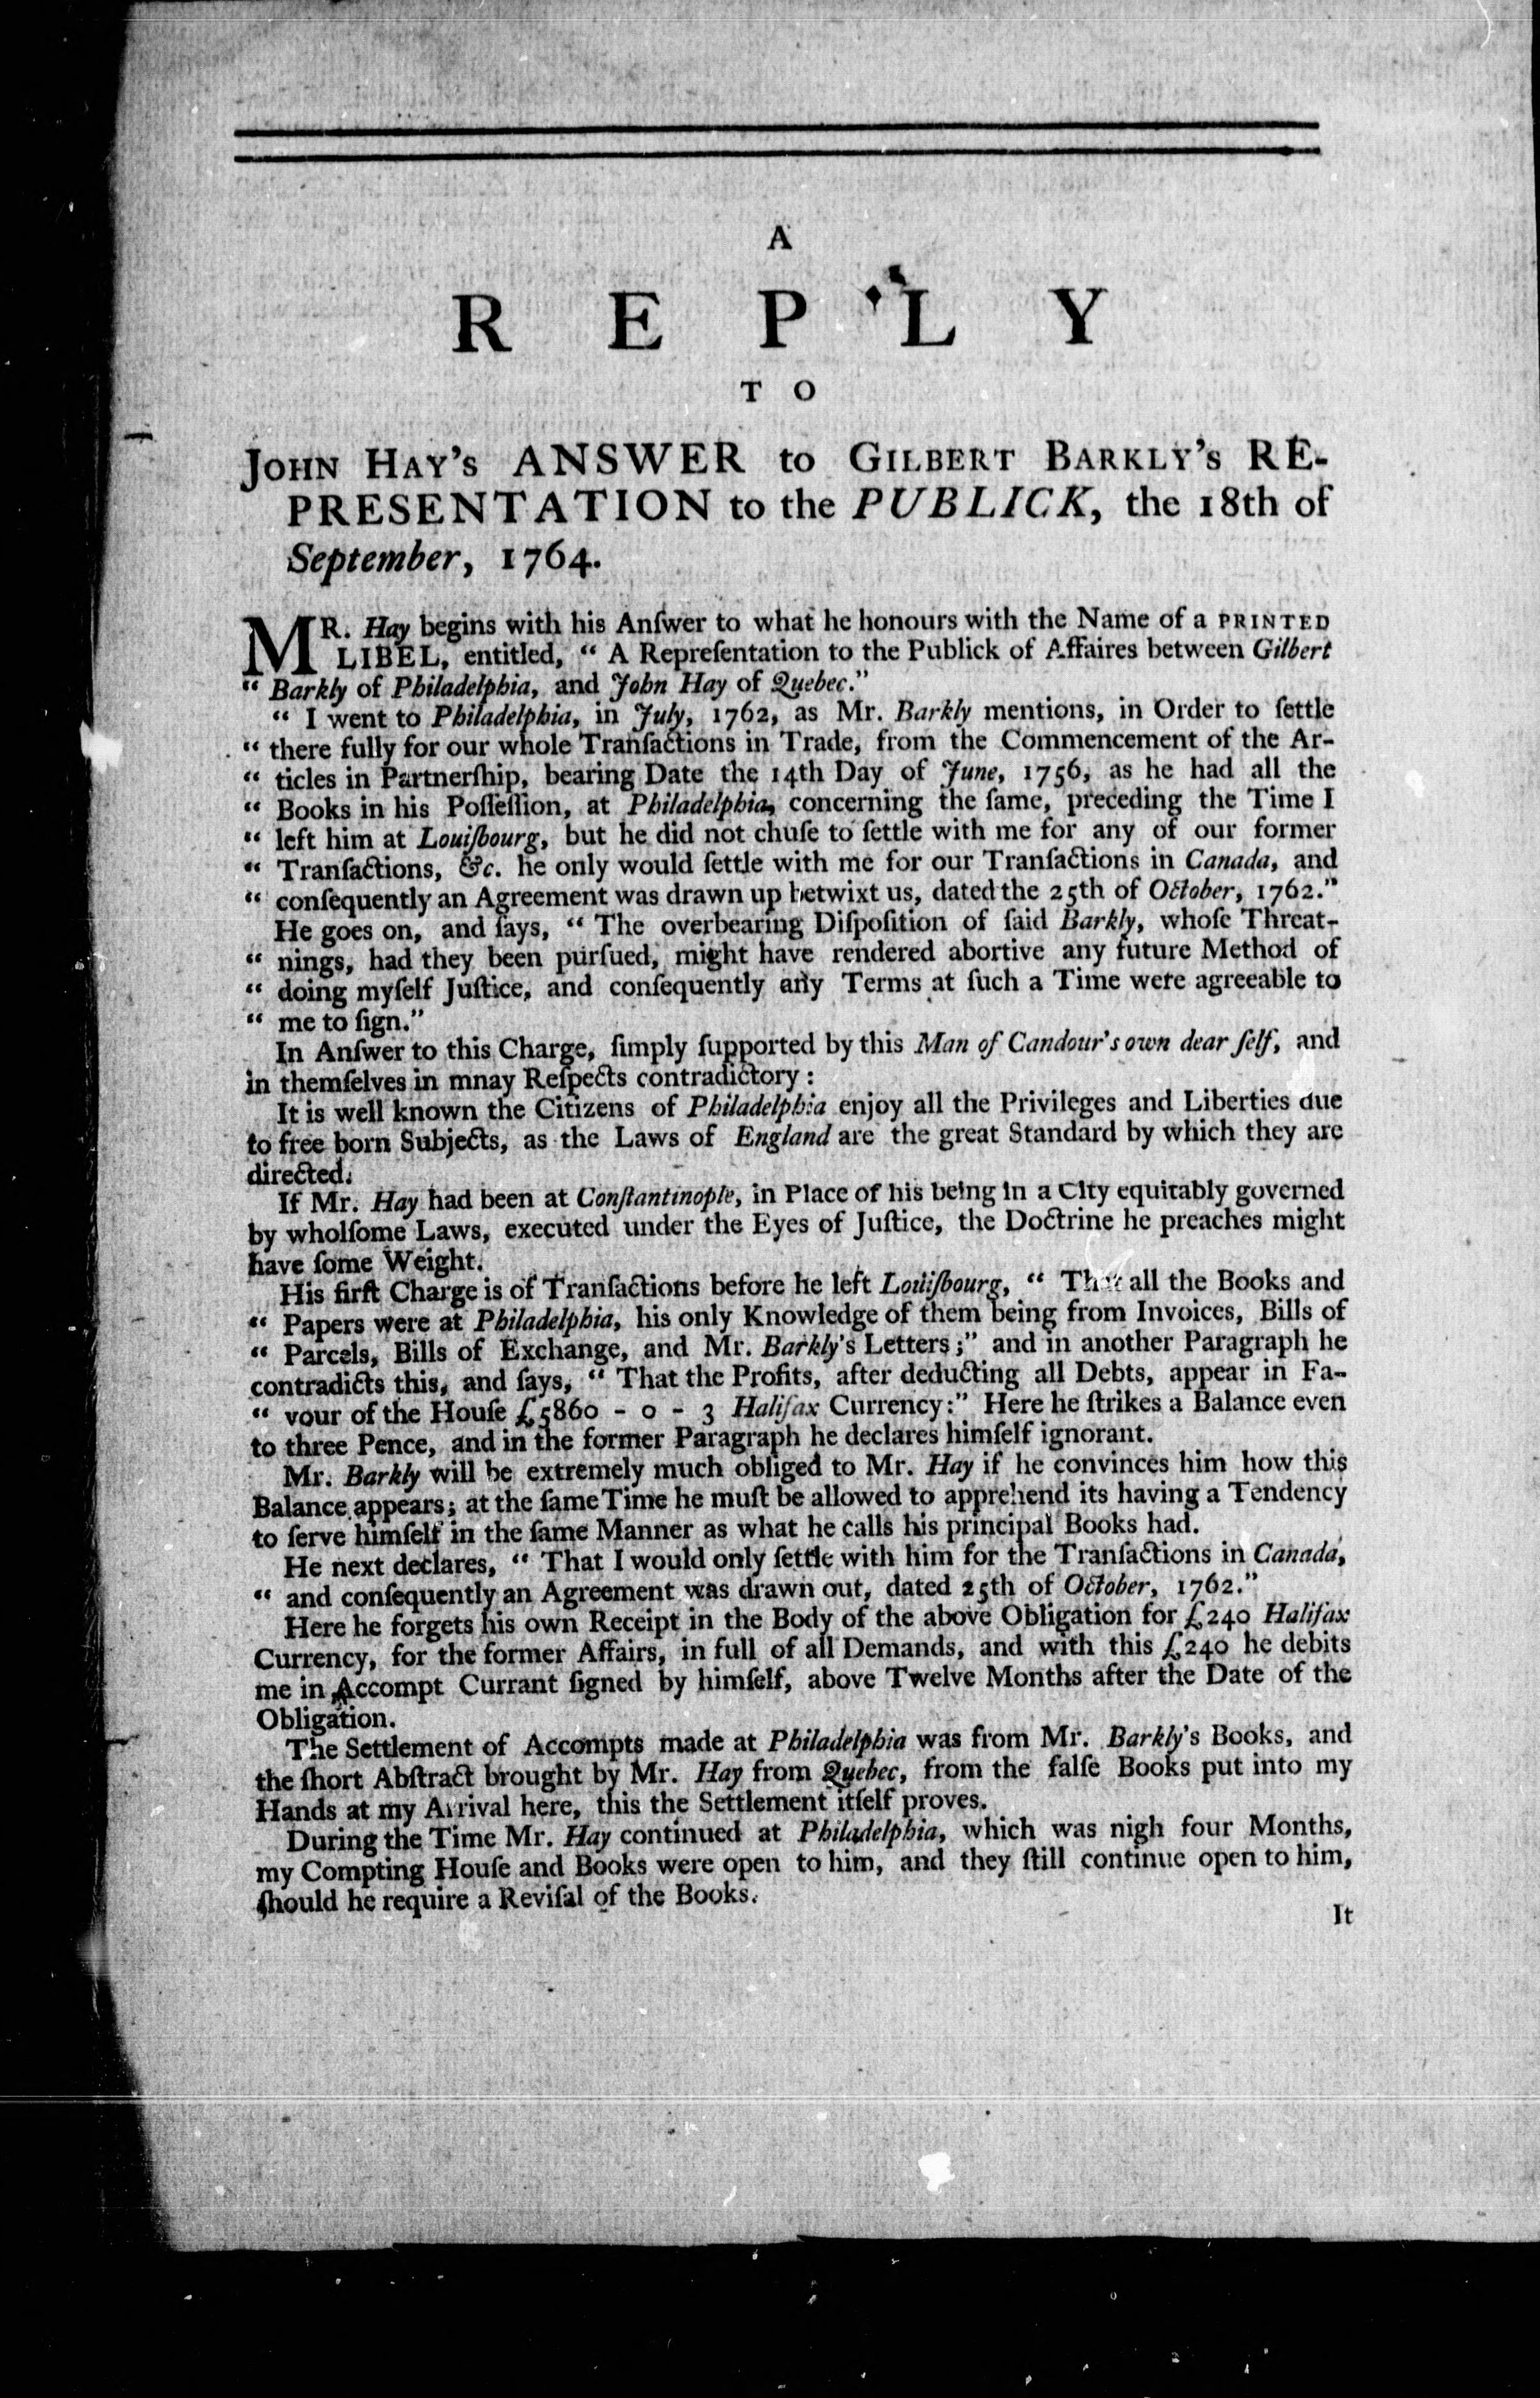 A
REPLY
TO
JOHN HAY's ANSWER to GILBERT BARKLY's RE-
PRESENTATION to the PUBLICK, the 18th of
September, 1764.
MR. Hay begins with his Anſwer to what he honours with the Name of a PRINTED
LIBEL, entitled, “ A Repreſentation to the Publick of Affaires between Gilbert
“ Barkly of Philadelphia, and John Hay of Quebec.”
“ I went to Philadelphia, in July, 1762, as Mr. Barkly mentions, in Order to ſettle
“ there fully for our whole Tranſactions in Trade, from the Commencement of the Ar-
“ ticles in Partnerſhip, bearing Date the 14th Day of June, 1756, as he had all the
“ Books in his Poſſeſſion, at Philadelphia, concerning the ſame, preceding the Time I
“ left him at Louiſbourg, but he did not chuſe to ſettle with me for any of our former
“ Tranſactions, &c. he only would ſettle with me for our Tranſactions in Canada, and
“ conſequently an Agreement was drawn up betwixt us, dated the 25th of October, 1762.”
He goes on, and ſays, “ The overbearing Diſpoſition of ſaid Barkly, whoſe Threat-
“ nings, had they been purſued, might have rendered abortive any future Method of
“ doing myſelf Juſtice, and conſequently any Terms at ſuch a Time were agreeable to
“ me to ſign.”
In Anſwer to this Charge, ſimply ſupported by this Man of Candour's own dear ſelf, and
in themſelves in mnay Reſpects contradictory :
It is well known the Citizens of Philadelphia enjoy all the Privileges and Liberties due
to free born Subjects, as the Laws of England are the great Standard by which they are
directed.
If Mr. Hay had been at Conſtantinople, in Place of his being in a City equitably governed
by wholſome Laws, executed under the Eyes of Juſtice, the Doctrine he preaches might
have ſome Weight.
His firſt Charge is of Tranſactions before he left Louiſbourg, “ That all the Books and
“ Papers were at Philadelphia, his only Knowledge of them being from Invoices, Bills of
“ Parcels, Bills of Exchange, and Mr. Barkly's Letters ;” and in another Paragraph he
contradicts this, and ſays, “ That the Profits, after deducting all Debts, appear in Fa-
“ vour of the Houſe £5860 - 0 - 3 Halifax Currency :” Here he ſtrikes a Balance even
to three Pence, and in the former Paragraph he declares himſelf ignorant.
Mr. Barkly will be extremely much obliged to Mr. Hay if he convinces him how this
Balance appears ; at the ſame Time he muſt be allowed to apprehend its having a Tendency
to ſerve himſelf in the ſame Manner as what he calls his principal Books had.
He next declares, “ That I would only ſettle with him for the Tranſactions in Canada,
“ and conſequently an Agreement was drawn out, dated 25th of October, 1762.”
Here he forgets his own Receipt in the Body of the above Obligation for £240 Halifax
Currency, for the former Affairs, in full of all Demands, and with this £240 he debits
me in Accompt Currant ſigned by himſelf, above Twelve Months after the Date of the
Obligation.
The Settlement of Accompts made at Philadelphia was from Mr. Barkly's Books, and
the ſhort Abſtract brought by Mr. Hay from Quebec, from the falſe Books put into my
Hands at my Arrival here, this the Settlement itſelf proves.
During the Time Mr. Hay continued at Philadelphia, which was nigh four Months,
my Compting Houſe and Books were open to him, and they ſtill continue open to him,
ſhould he require a Reviſal of the Books.
It